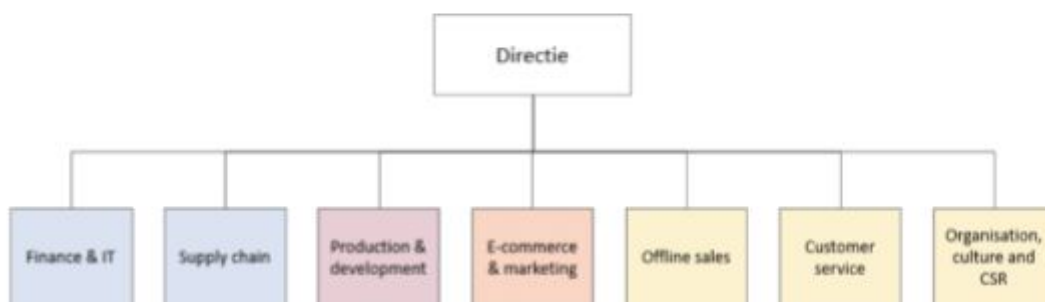 Directie
Finance & IT
Supply chain
Production &
development
E-commerce
& marketing
Offline sales
Customer
service
Organisation,
culture and
CSR